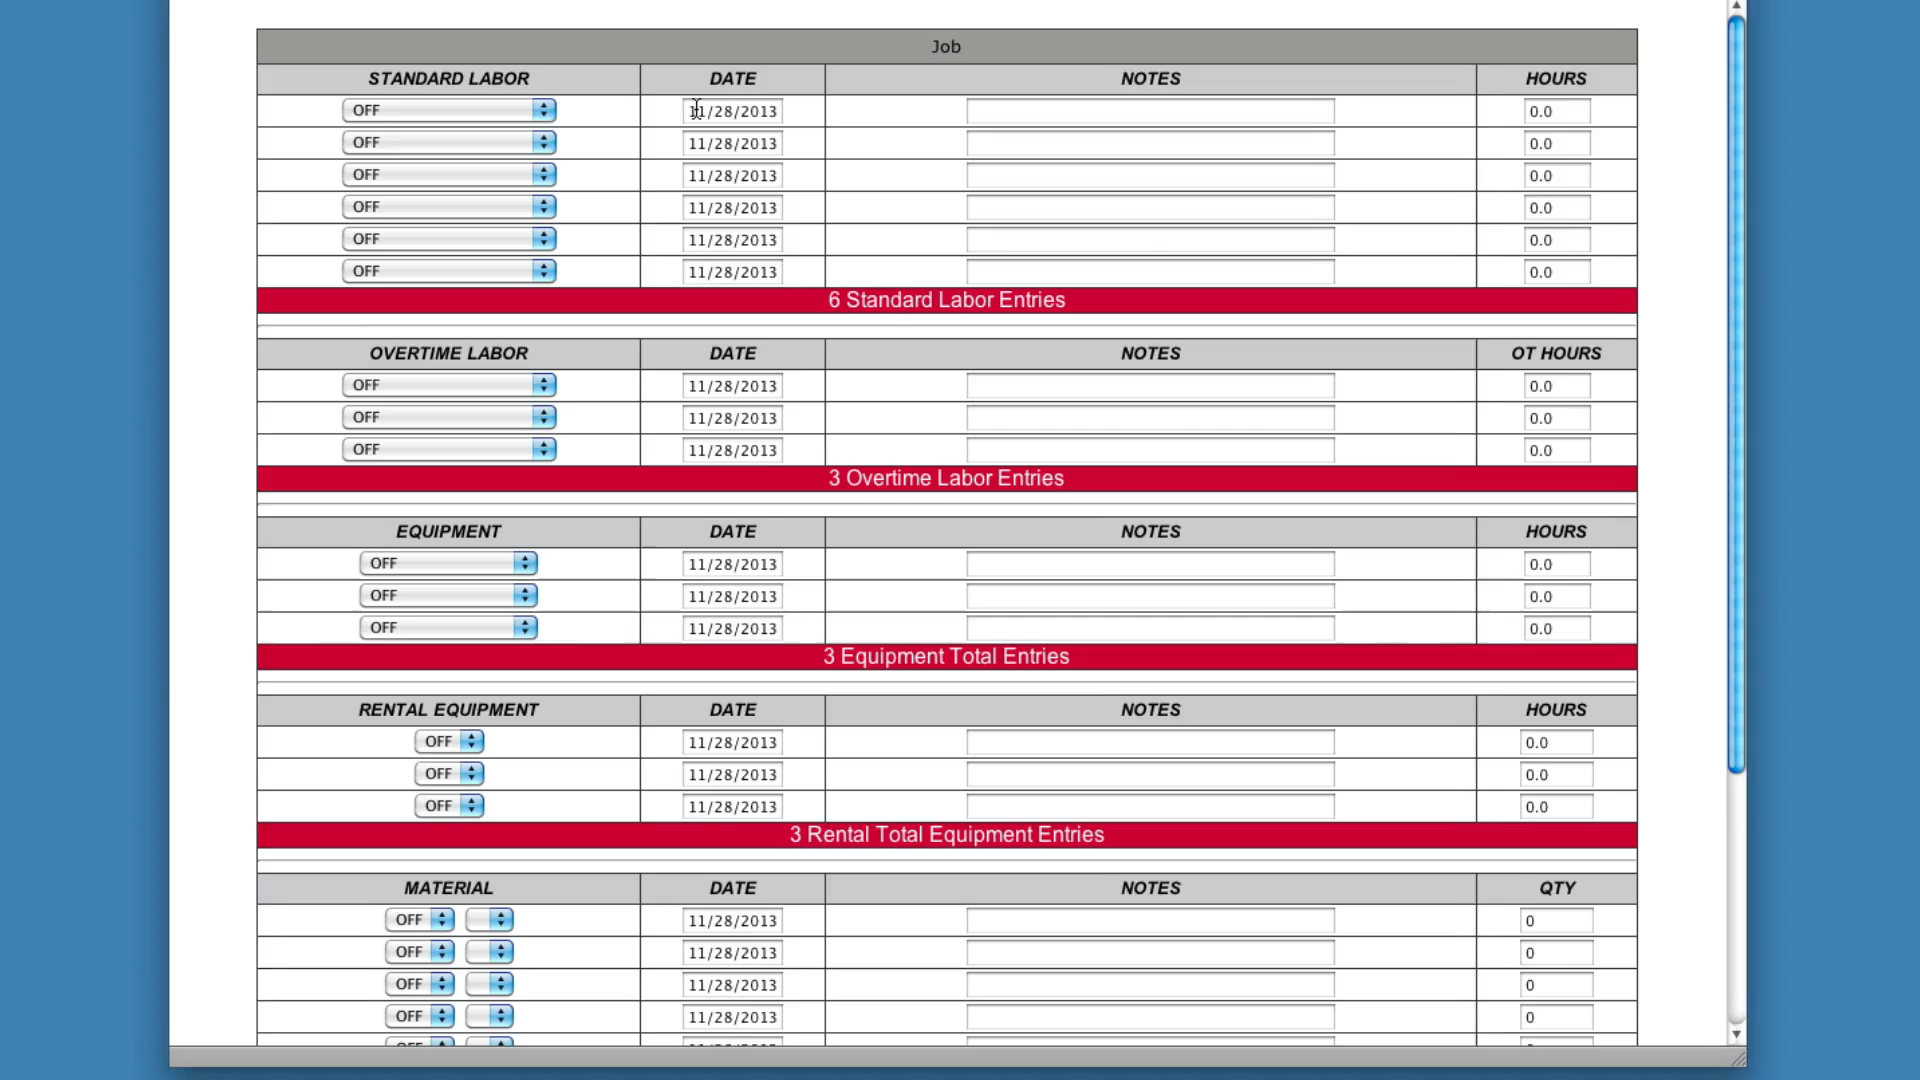 Job
STANDARD LABOR DATE NOTES HOURS
OFF 11/28/2013 0.0
OFF 11/28/2013 0.0
OFF 11/28/2013 0.0
OFF 11/28/2013 0.0
OFF 11/28/2013 0.0
OFF 11/28/2013 0.0
6 Standard Labor Entries
OVERTIME LABOR DATE NOTES OT HOURS
OFF 11/28/2013 0.0
OFF 11/28/2013 0.0
OFF 11/28/2013 0.0
3 Overtime Labor Entries
EQUIPMENT DATE NOTES HOURS
OFF 11/28/2013 0.0
OFF 11/28/2013 0.0
OFF 11/28/2013 0.0
3 Equipment Total Entries
RENTAL EQUIPMENT DATE NOTES HOURS
OFF 11/28/2013 0.0
OFF 11/28/2013 0.0
OFF 11/28/2013 0.0
3 Rental Total Equipment Entries
MATERIAL DATE NOTES QTY
OFF 11/28/2013 0
OFF 11/28/2013 0
OFF 11/28/2013 0
OFF 11/28/2013 0